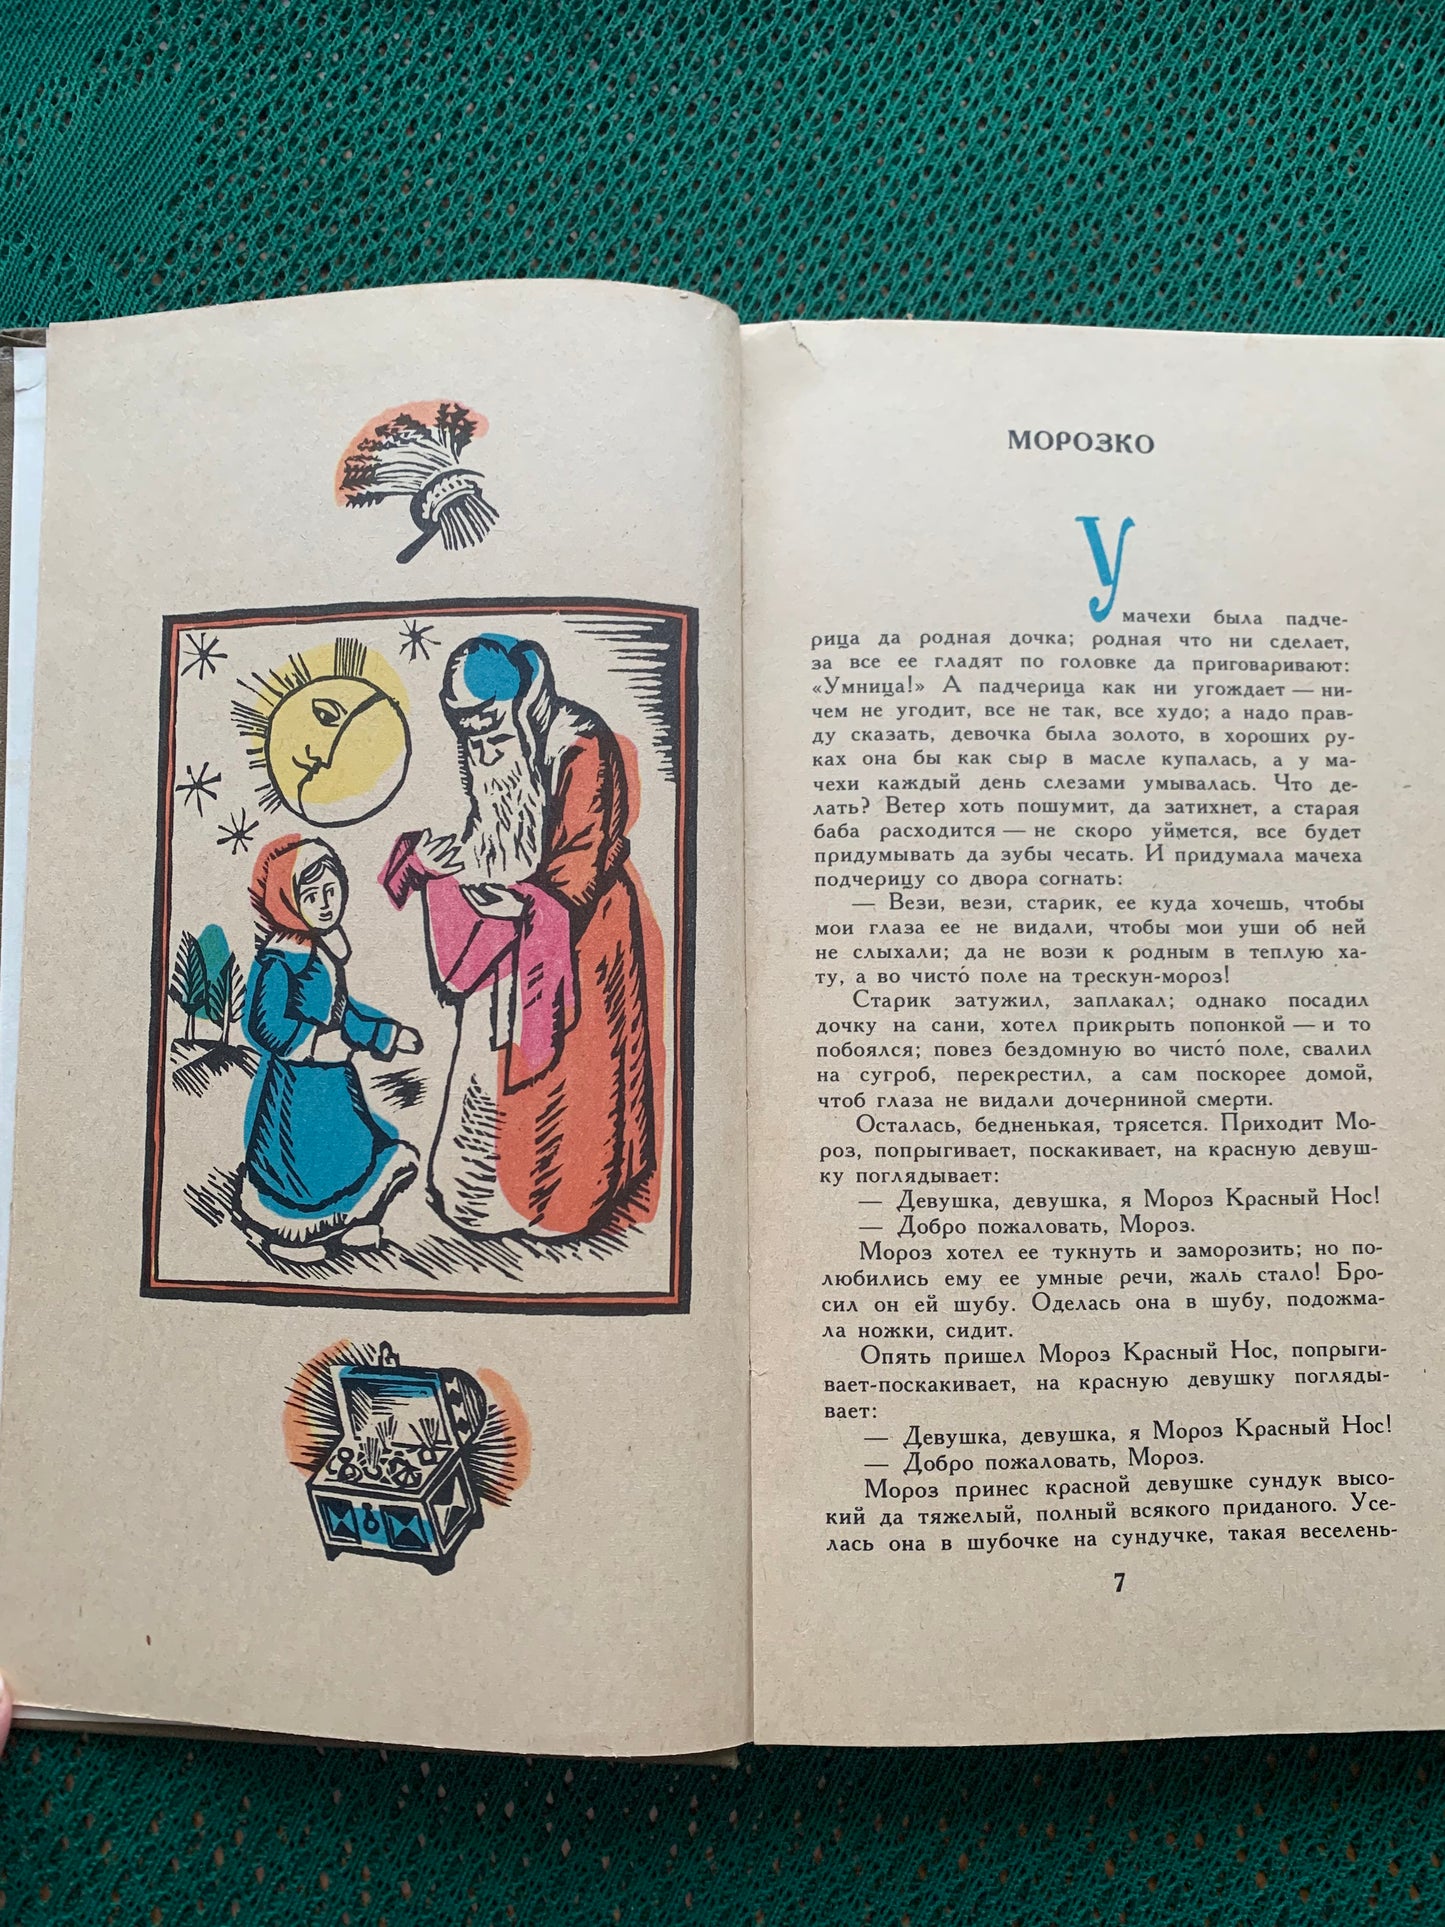 МОРОЗКО
У мачехи была падче-
рица да родная дочка; родная что ни сделает,
за все ее гладят по головке да приговаривают:
«Умница!» А падчерица как ни угождает — ни-
чем не угодит, все не так, все худо; а надо прав-
ду сказать, девочка была золото, в хороших ру-
ках она бы как сыр в масле купалась, а у ма-
чехи каждый день слезами умывалась. Что де-
лать? Ветер хоть пошумит, да затихнет, а старая
баба расходится — не скоро уймется, все будет
придумывать да зубы чесать. И придумала мачеха
подчерицу со двора согнать:
— Вези, вези, старик, ее куда хочешь, чтобы
мои глаза ее не видали, чтобы мои уши об ней
не слыхали; да не вози к родным в теплую ха-
ту, а во чисто́ поле на трескун-мороз!
Старик затужил, заплакал; однако посадил
дочку на сани, хотел прикрыть попонкой — и то
побоялся; повез бездомную во чисто́ поле, свалил
на сугроб, перекрестил, а сам поскорее домой,
чтоб глаза не видали дочерниной смерти.
Осталась, бедненькая, трясется. Приходит Мо-
роз, попрыгивает, поскакивает, на красную девуш-
ку поглядывает:
— Девушка, девушка, я Мороз Красный Нос!
— Добро пожаловать, Мороз.
Мороз хотел ее тукнуть и заморозить; но по-
любились ему ее умные речи, жаль стало! Бро-
сил он ей шубу. Оделась она в шубу, подожма-
ла ножки, сидит.
Опять пришел Мороз Красный Нос, попрыги-
вает-поскакивает, на красную девушку погляды-
вает:
— Девушка, девушка, я Мороз Красный Нос!
— Добро пожаловать, Мороз.
Мороз принес красной девушке сундук высо-
кий да тяжелый, полный всякого приданого. Усе-
лась она в шубочке на сундучке, такая веселень-
7